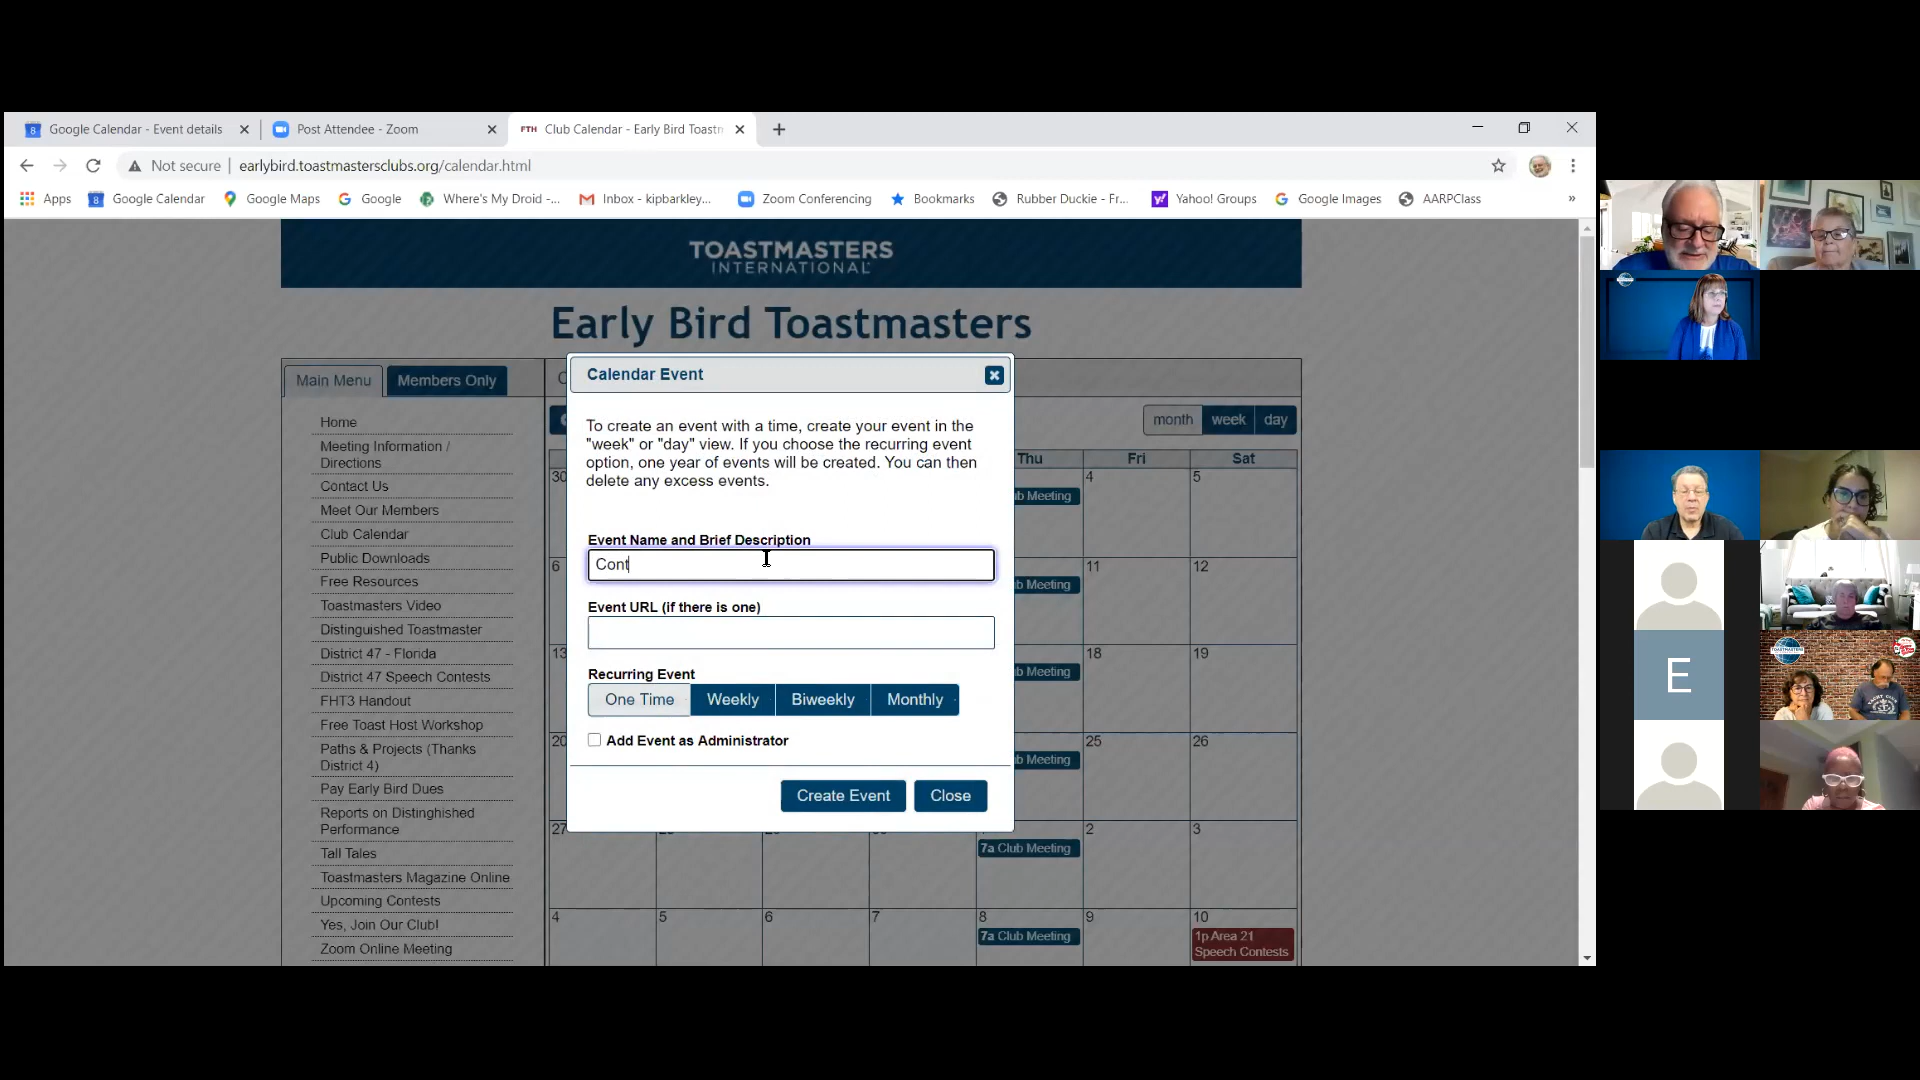 Google Calendar - Event details
Post Attendee - Zoom
FTH Club Calendar - Early Bird Toastm
Not secure earlybird.toastmastersclubs.org/calendar.html
Apps
8 Google Calendar
Google Maps
Google
Where's My Droid -...
Inbox - kipbarkley...
Zoom Conferencing
Bookmarks
Rubber Duckie - Fr...
Yahoo! Groups
Google Images
AARPClass
»
TOASTMASTERS
INTERNATIONAL
Early Bird Toastmasters
Main Menu Members Only
Home
Meeting Information /
Directions
Contact Us
Meet Our Members
Club Calendar
Public Downloads
Free Resources
Toastmasters Video
Distinguished Toastmaster
District 47 - Florida
District 47 Speech Contests
FHT3 Handout
Free Toast Host Workshop
Paths & Projects (Thanks
District 4)
Pay Early Bird Dues
Reports on Distinghished
Performance
Tall Tales
Toastmasters Magazine Online
Upcoming Contests
Yes, Join Our Club!
Zoom Online Meeting
Calendar Event
To create an event with a time, create your event in the
"week" or "day" view. If you choose the recurring event
option, one year of events will be created. You can then
delete any excess events.
Event Name and Brief Description
Cont
Event URL (if there is one)
Recurring Event
One Time Weekly Biweekly Monthly
Add Event as Administrator
Create Event Close
month week day
Thu Fri Sat
30 4 5
b Meeting
6 11 12
b Meeting
13 18 19
b Meeting
20 25 26
b Meeting
27 2 3
7a Club Meeting
4 5 6 7 8 9 10
7a Club Meeting
1p Area 21
Speech Contests
E
TOASTMASTERS